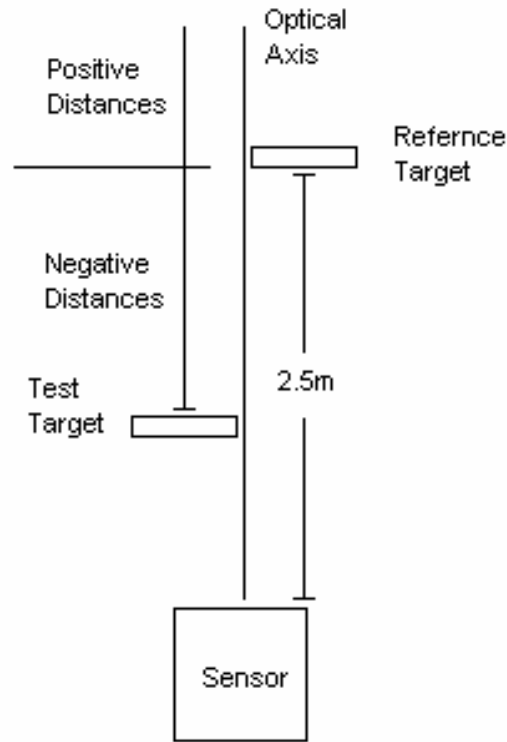 Optical
Axis
Positive
Distances
Refernce
Target
Negative
Distances
2.5m
Test
Target
Sensor